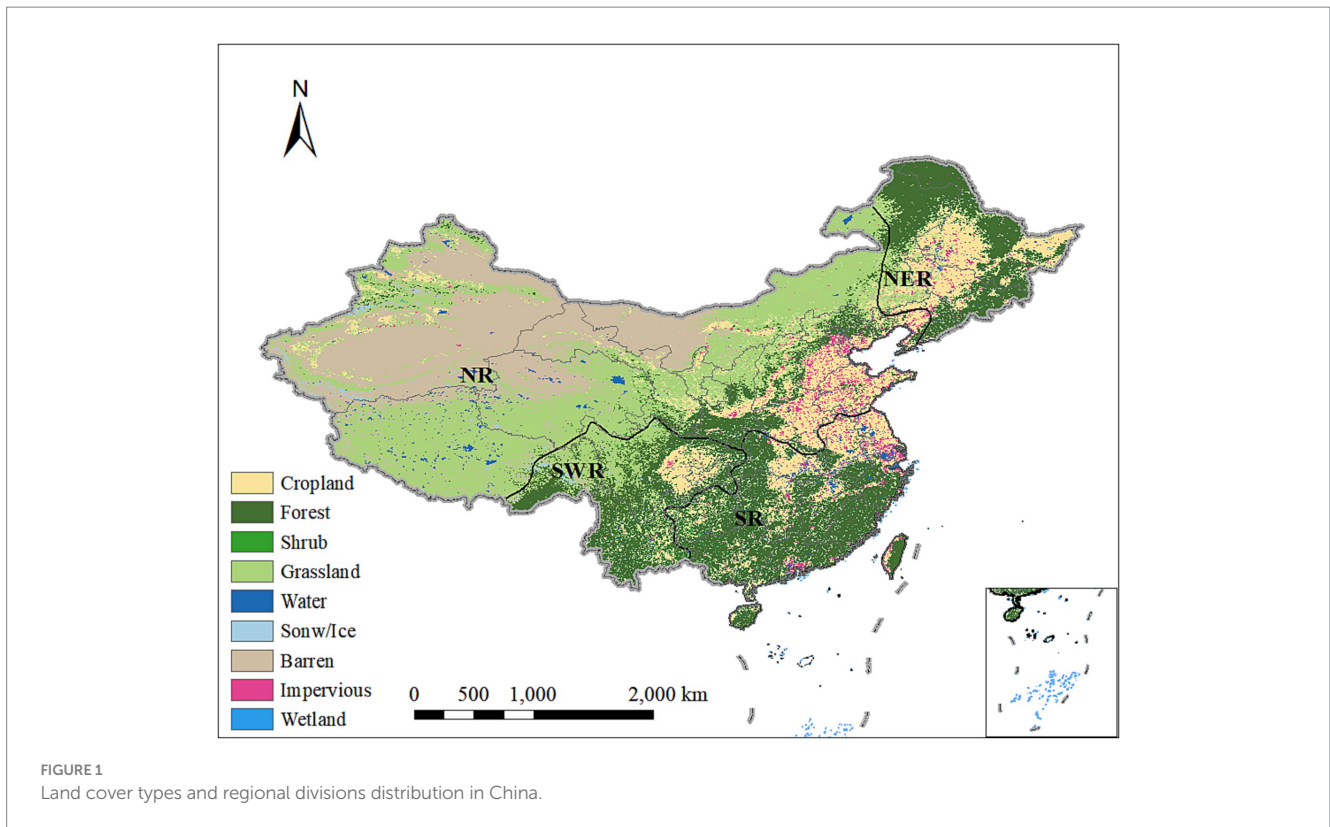 N
NER
NR
SWR
SR
Cropland
Forest
Shrub
Grassland
Water
Sonw/Ice
Barren
Impervious
Wetland
0 500 1,000 2,000 km
FIGURE 1
Land cover types and regional divisions distribution in China.